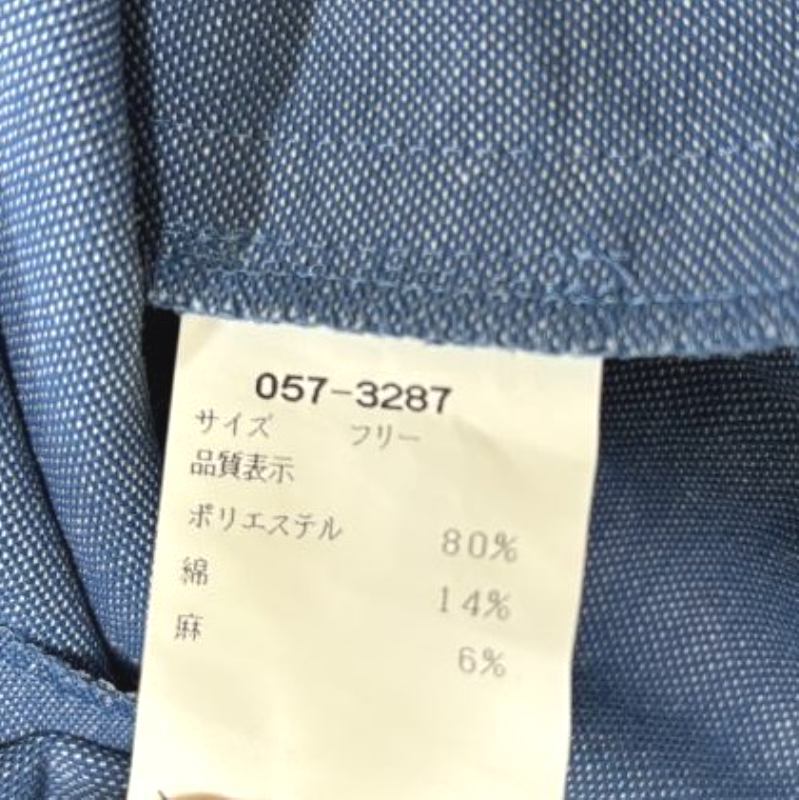 057-3287
サイズ フリー
品質表示
ポリエステル 80%
綿 14%
麻 6%